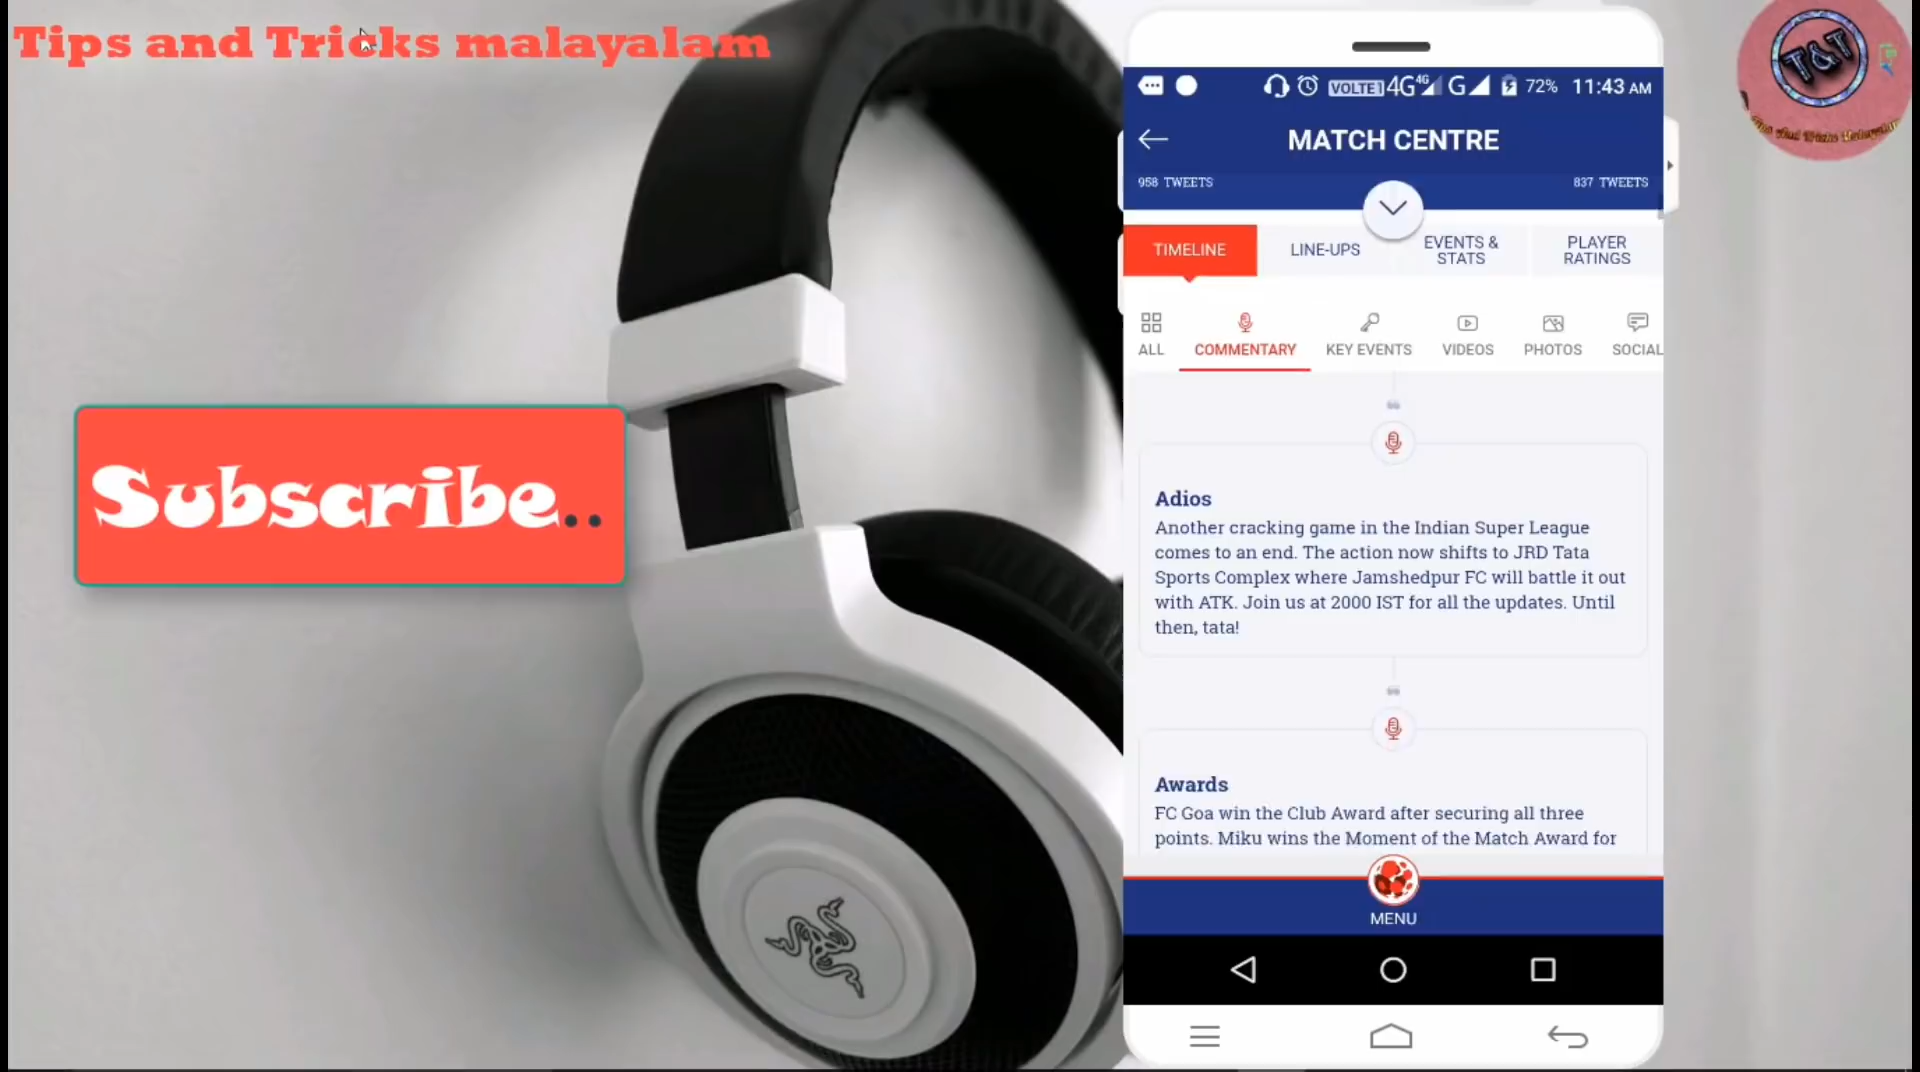 Tips and Tricks malayalam
T&T
Subscribe..
VOLTE1 4G 4G G 72% 11:43 AM
MATCH CENTRE
958 TWEETS
837 TWEETS
TIMELINE
LINE-UPS
EVENTS &
STATS
PLAYER
RATINGS
ALL
COMMENTARY
KEY EVENTS
VIDEOS
PHOTOS
SOCIAL
Adios
Another cracking game in the Indian Super League
comes to an end. The action now shifts to JRD Tata
Sports Complex where Jamshedpur FC will battle it out
with ATK. Join us at 2000 IST for all the updates. Until
then, tata!
Awards
FC Goa win the Club Award after securing all three
points. Miku wins the Moment of the Match Award for
MENU